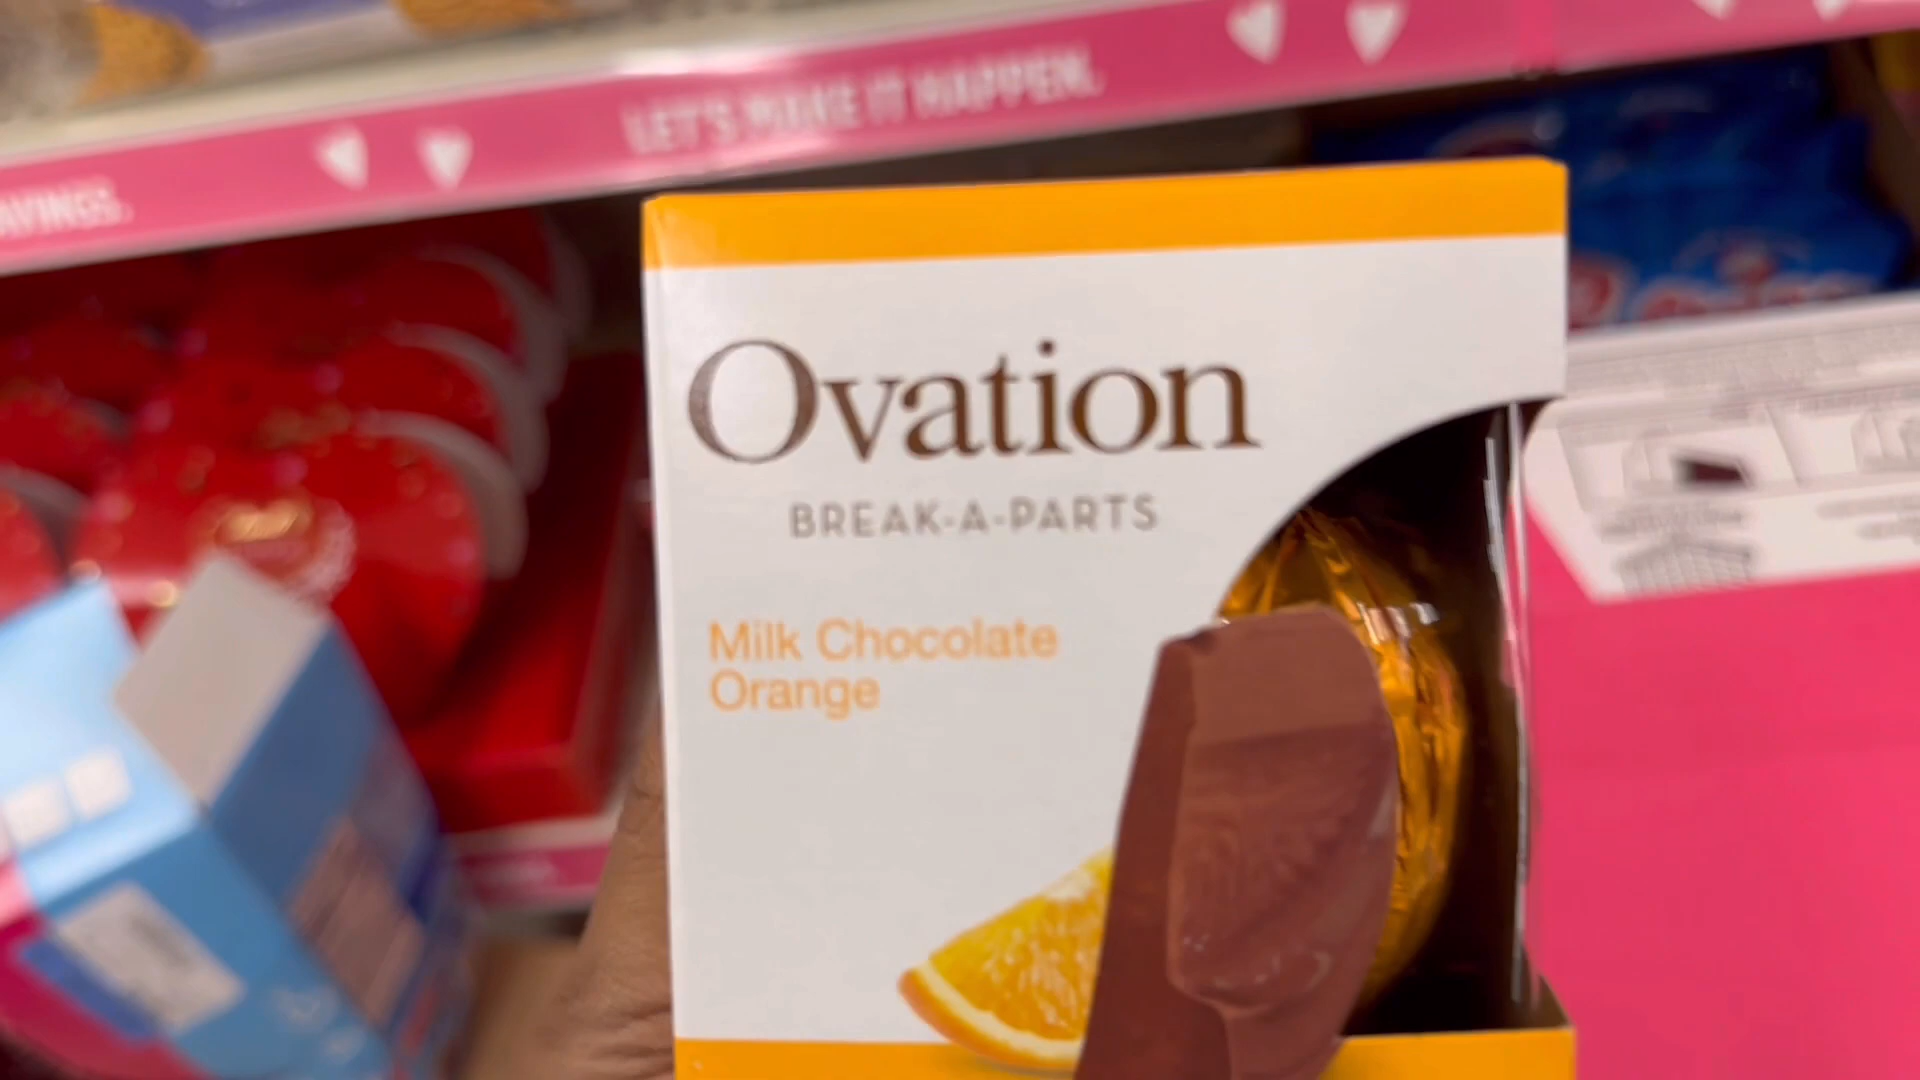 LET'S MAKE IT HAPPEN.
AVINGS.
Ovation
BREAK-A-PARTS
Milk Chocolate
Orange